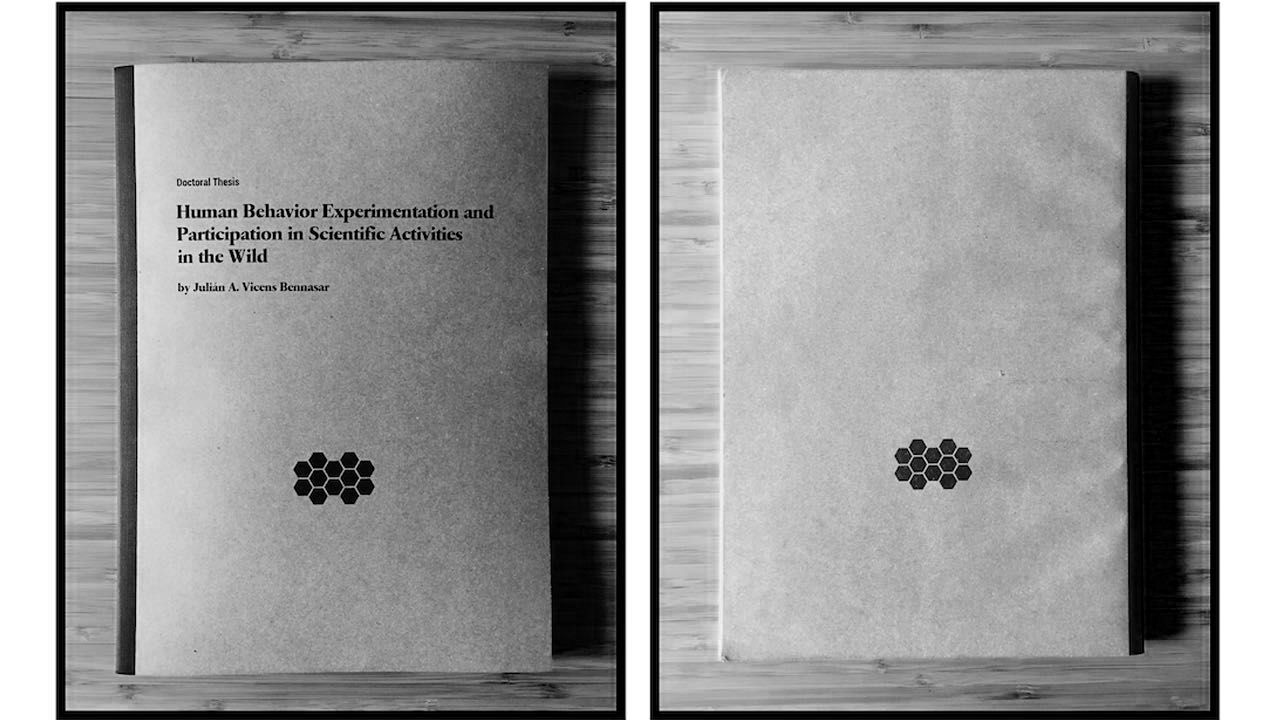 Doctoral Thesis
Human Behavior Experimentation and
Participation in Scientific Activities
in the Wild
by Julián A. Vicens Bennasar